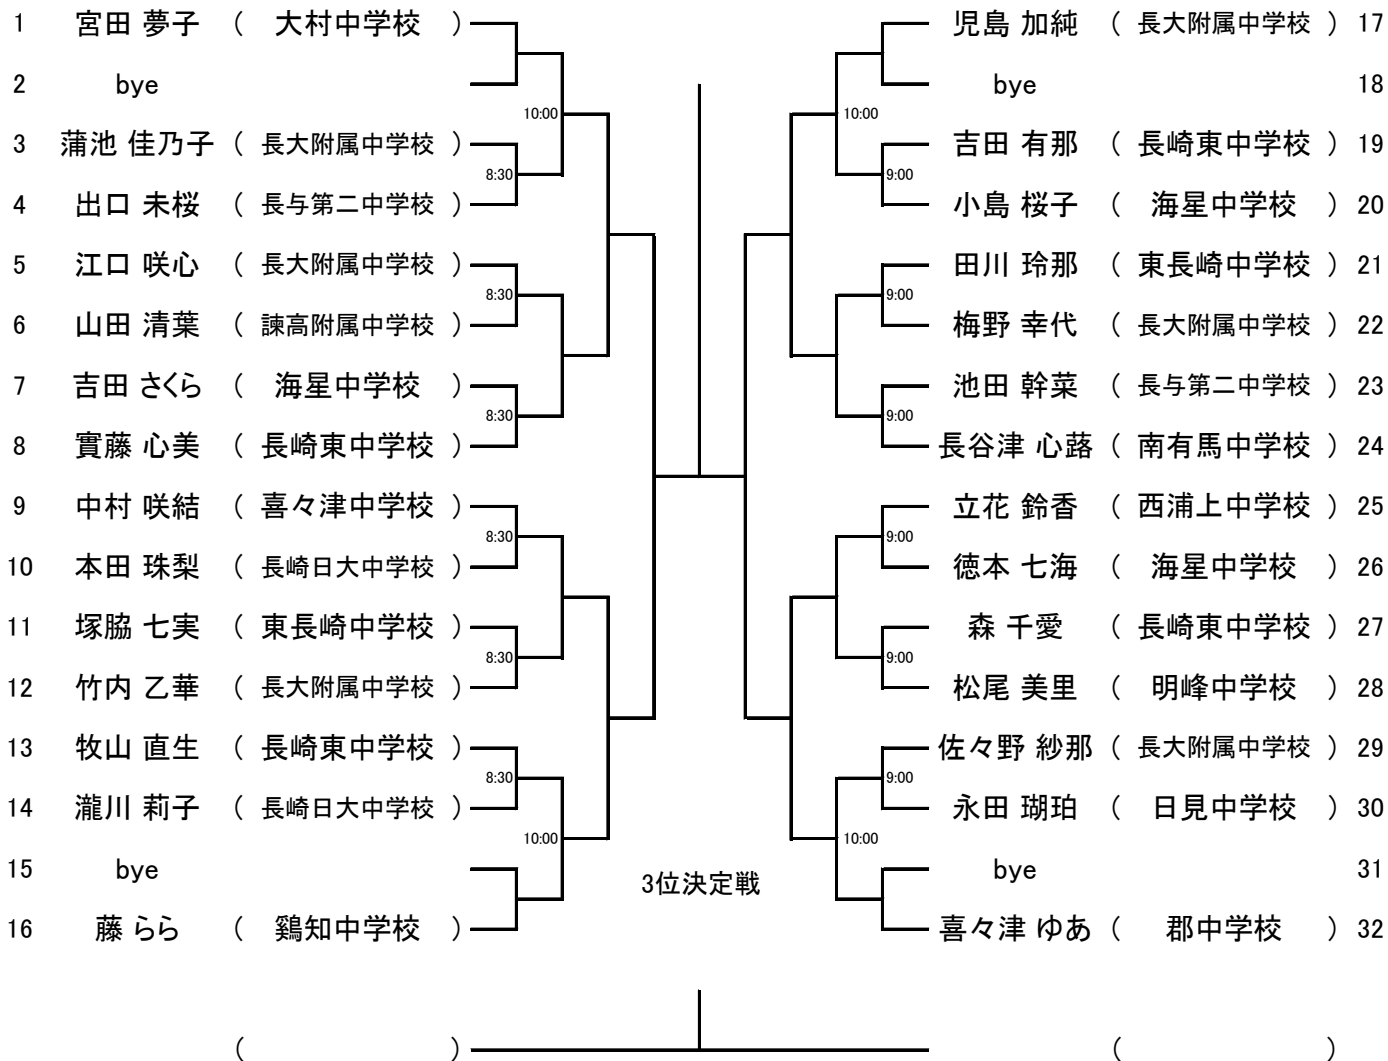 1 宮田 夢子 ( 大村中学校 ) 児島 加純 ( 長大附属中学校 ) 17
2 bye bye 18
10:00 10:00
3 蒲池 佳乃子 ( 長大附属中学校 ) 吉田 有那 ( 長崎東中学校 ) 19
8:30 9:00
4 出口 未桜 ( 長与第二中学校 ) 小島 桜子 ( 海星中学校 ) 20
5 江口 咲心 ( 長大附属中学校 ) 田川 玲那 ( 東長崎中学校 ) 21
8:30 9:00
6 山田 清葉 ( 諫高附属中学校 ) 梅野 幸代 ( 長大附属中学校 ) 22
7 吉田 さくら ( 海星中学校 ) 池田 幹菜 ( 長与第二中学校 ) 23
8:30 9:00
8 實藤 心美 ( 長崎東中学校 ) 長谷津 心蕗 ( 南有馬中学校 ) 24
9 中村 咲結 ( 喜々津中学校 ) 立花 鈴香 ( 西浦上中学校 ) 25
8:30 9:00
10 本田 珠梨 ( 長崎日大中学校 ) 徳本 七海 ( 海星中学校 ) 26
11 塚脇 七実 ( 東長崎中学校 ) 森 千愛 ( 長崎東中学校 ) 27
8:30 9:00
12 竹内 乙華 ( 長大附属中学校 ) 松尾 美里 ( 明峰中学校 ) 28
13 牧山 直生 ( 長崎東中学校 ) 佐々野 紗那 ( 長大附属中学校 ) 29
8:30 9:00
14 瀧川 莉子 ( 長崎日大中学校 ) 永田 瑚珀 ( 日見中学校 ) 30
10:00 10:00
15 bye bye 31
3位決定戦
16 藤 らら ( 鷄知中学校 ) 喜々津 ゆあ ( 郡中学校 ) 32
( ) ( )